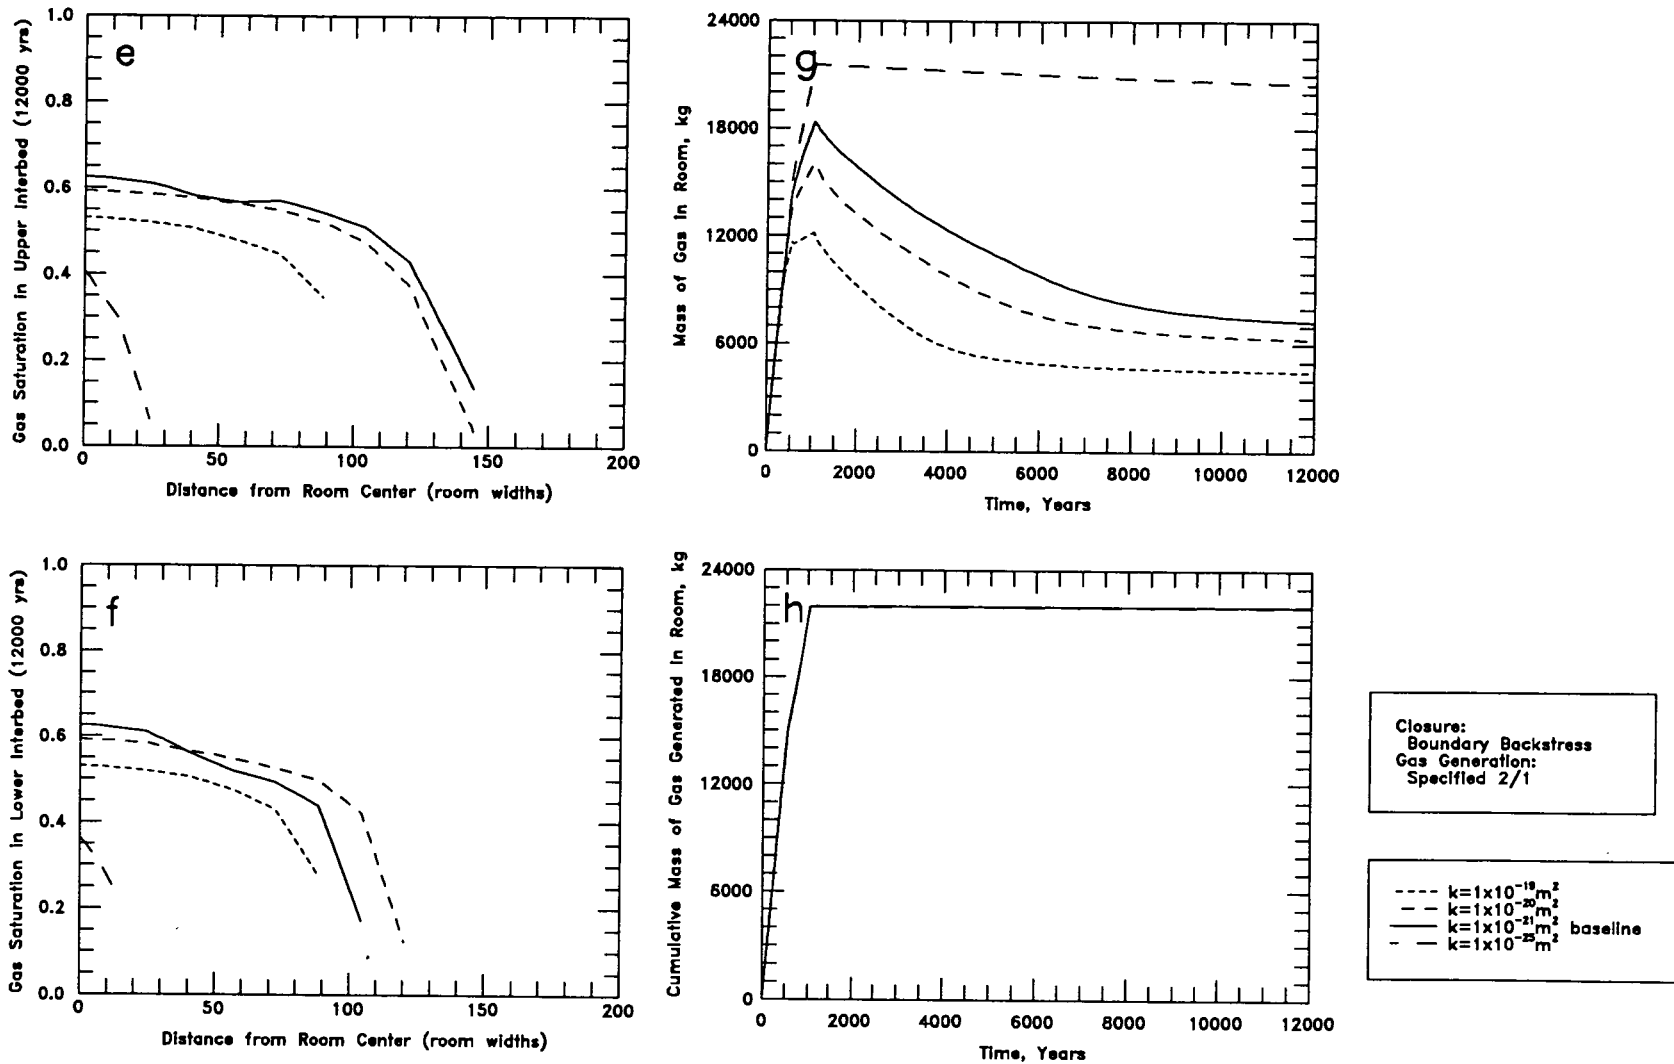 e
Gas Saturation in Upper Interbed (12000 yrs)
1.0
0.8
0.6
0.4
0.2
0.0
0 50 100 150 200
Distance from Room Center (room widths)
g
Mass of Gas in Room, kg
24000
18000
12000
6000
0
0 2000 4000 6000 8000 10000 12000
Time, Years
f
Gas Saturation in Lower Interbed (12000 yrs)
1.0
0.8
0.6
0.4
0.2
0.0
0 50 100 150 200
Distance from Room Center (room widths)
h
Cumulative Mass of Gas Generated in Room, kg
24000
18000
12000
6000
0
0 2000 4000 6000 8000 10000 12000
Time, Years
Closure:
Boundary Backstress
Gas Generation:
Specified 2/1
k=1x10⁻¹⁹m²
k=1x10⁻²⁰m²
k=1x10⁻²¹m² baseline
k=1x10⁻²⁵m²